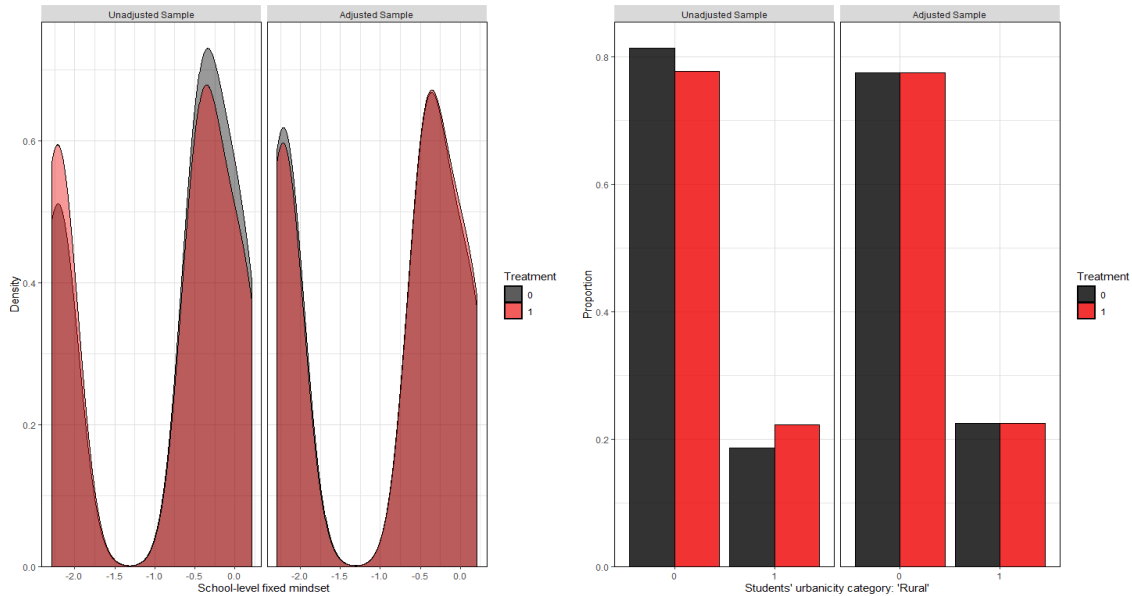 Unadjusted Sample
Adjusted Sample
Density
0.6
0.4
0.2
0.0
-2.0 -1.5 -1.0 -0.5 0.0
-2.0 -1.5 -1.0 -0.5 0.0
School-level fixed mindset
Treatment
0
1
Unadjusted Sample
Adjusted Sample
Proportion
0.8
0.6
0.4
0.2
0.0
0 1
0 1
Students' urbanicity category: 'Rural'
Treatment
0
1